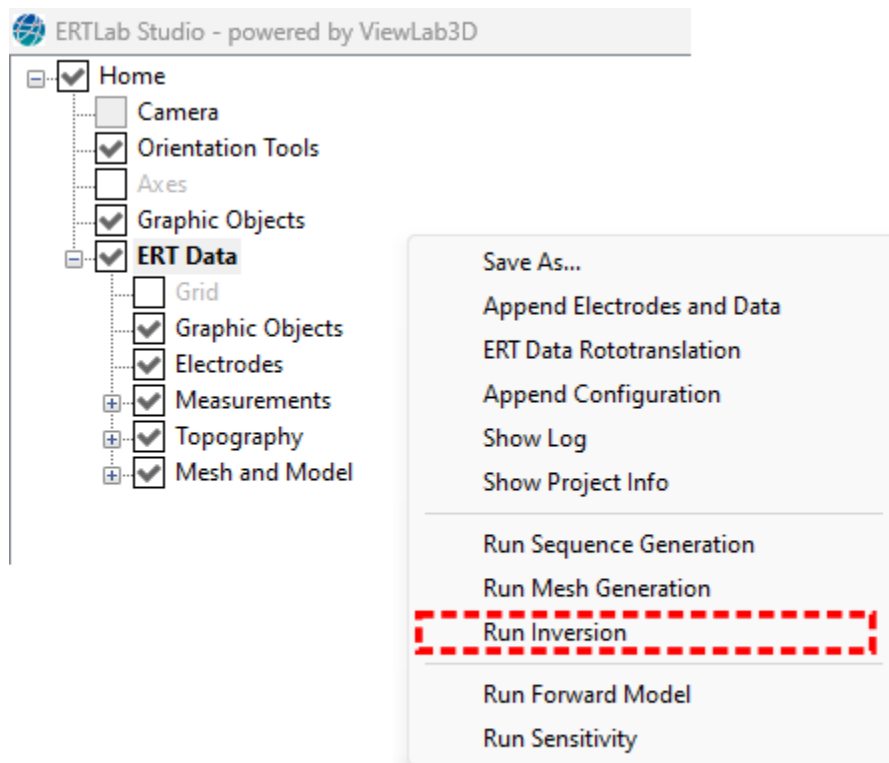 ERTLab Studio - powered by ViewLab3D
Home
Camera
Orientation Tools
Axes
Graphic Objects
ERT Data
Grid
Graphic Objects
Electrodes
Measurements
Topography
Mesh and Model
Save As...
Append Electrodes and Data
ERT Data Rototranslation
Append Configuration
Show Log
Show Project Info
Run Sequence Generation
Run Mesh Generation
Run Inversion
Run Forward Model
Run Sensitivity